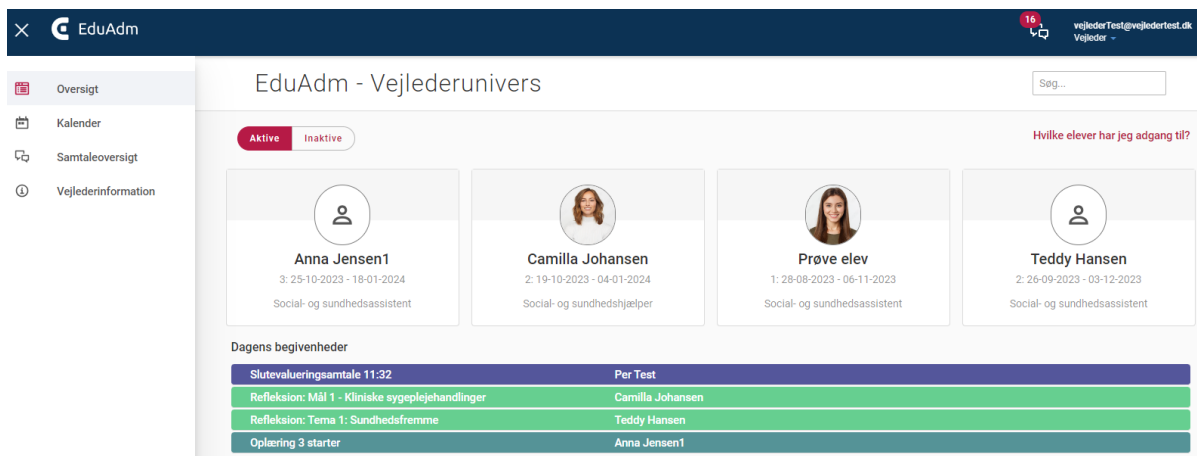 EduAdm
16
vejlederTest@vejledertest.dk
Vejleder
Oversigt
Kalender
Samtaleoversigt
Vejlederinformation
EduAdm - Vejlederunivers
Søg...
Aktive Inaktive
Hvilke elever har jeg adgang til?
Anna Jensen1
3: 25-10-2023 - 18-01-2024
Social- og sundhedsassistent
Camilla Johansen
2: 19-10-2023 - 04-01-2024
Social- og sundhedshjælper
Prøve elev
1: 28-08-2023 - 06-11-2023
Social- og sundhedsassistent
Teddy Hansen
2: 26-09-2023 - 03-12-2023
Social- og sundhedsassistent
Dagens begivenheder
Slutevalueringsamtale 11:32 Per Test
Refleksion: Mål 1 - Kliniske sygeplejehandlinger Camilla Johansen
Refleksion: Tema 1: Sundhedsfremme Teddy Hansen
Oplæring 3 starter Anna Jensen1